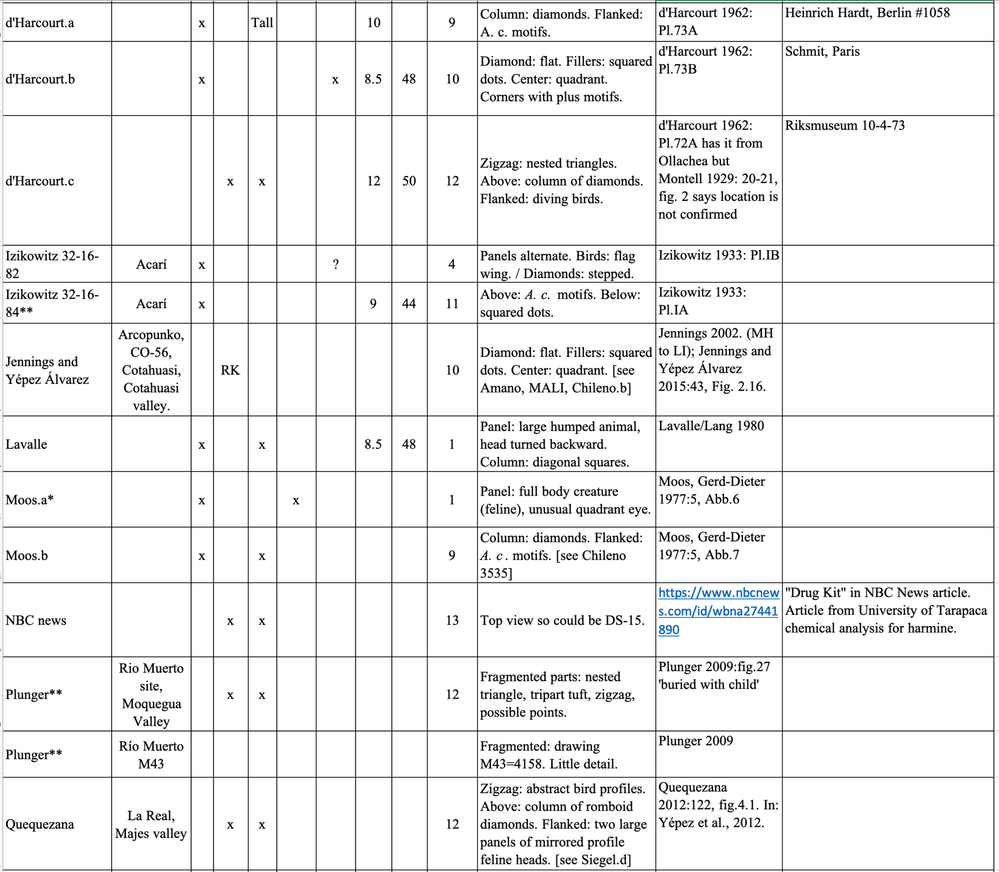 d'Harcourt.a x Tall 10 9 Column: diamonds. Flanked: A. c. motifs. d'Harcourt 1962: Pl.73A Heinrich Hardt, Berlin #1058
d'Harcourt.b x x 8.5 48 10 Diamond: flat. Fillers: squared dots. Center: quadrant. Corners with plus motifs. d'Harcourt 1962: Pl.73B Schmit, Paris
d'Harcourt.c x x 12 50 12 Zigzag: nested triangles. Above: column of diamonds. Flanked: diving birds. d'Harcourt 1962: Pl.72A has it from Ollachea but Montell 1929: 20-21, fig. 2 says location is not confirmed Riksmuseum 10-4-73
Izikowitz 32-16-82 Acarí x ? 4 Panels alternate. Birds: flag wing. / Diamonds: stepped. Izikowitz 1933: Pl.IB
Izikowitz 32-16-84** Acarí x 9 44 11 Above: A. c. motifs. Below: squared dots. Izikowitz 1933: Pl.IA
Jennings and Yépez Álvarez Arcopunko, CO-56, Cotahuasi, Cotahuasi valley. RK 10 Diamond: flat. Fillers: squared dots. Center: quadrant. [see Amano, MALI, Chileno.b] Jennings 2002. (MH to LI); Jennings and Yépez Álvarez 2015:43, Fig. 2.16.
Lavalle x x 8.5 48 1 Panel: large humped animal, head turned backward. Column: diagonal squares. Lavalle/Lang 1980
Moos.a* x x 1 Panel: full body creature (feline), unusual quadrant eye. Moos, Gerd-Dieter 1977:5, Abb.6
Moos.b x x 9 Column: diamonds. Flanked: A. c. motifs. [see Chileno 3535] Moos, Gerd-Dieter 1977:5, Abb.7
NBC news x x 13 Top view so could be DS-15. https://www.nbcnews.com/id/wbna27441890 "Drug Kit" in NBC News article. Article from University of Tarapaca chemical analysis for harmine.
Plunger** Rio Muerto site, Moquegua Valley x x 12 Fragmented parts: nested triangle, tripart tuft, zigzag, possible points. Plunger 2009:fig.27 'buried with child'
Plunger** Río Muerto M43 Fragmented: drawing M43=4158. Little detail. Plunger 2009
Quequezana La Real, Majes valley x x 12 Zigzag: abstract bird profiles. Above: column of romboid diamonds. Flanked: two large panels of mirrored profile feline heads. [see Siegel.d] Quequezana 2012:122, fig.4.1. In: Yépez et al., 2012.